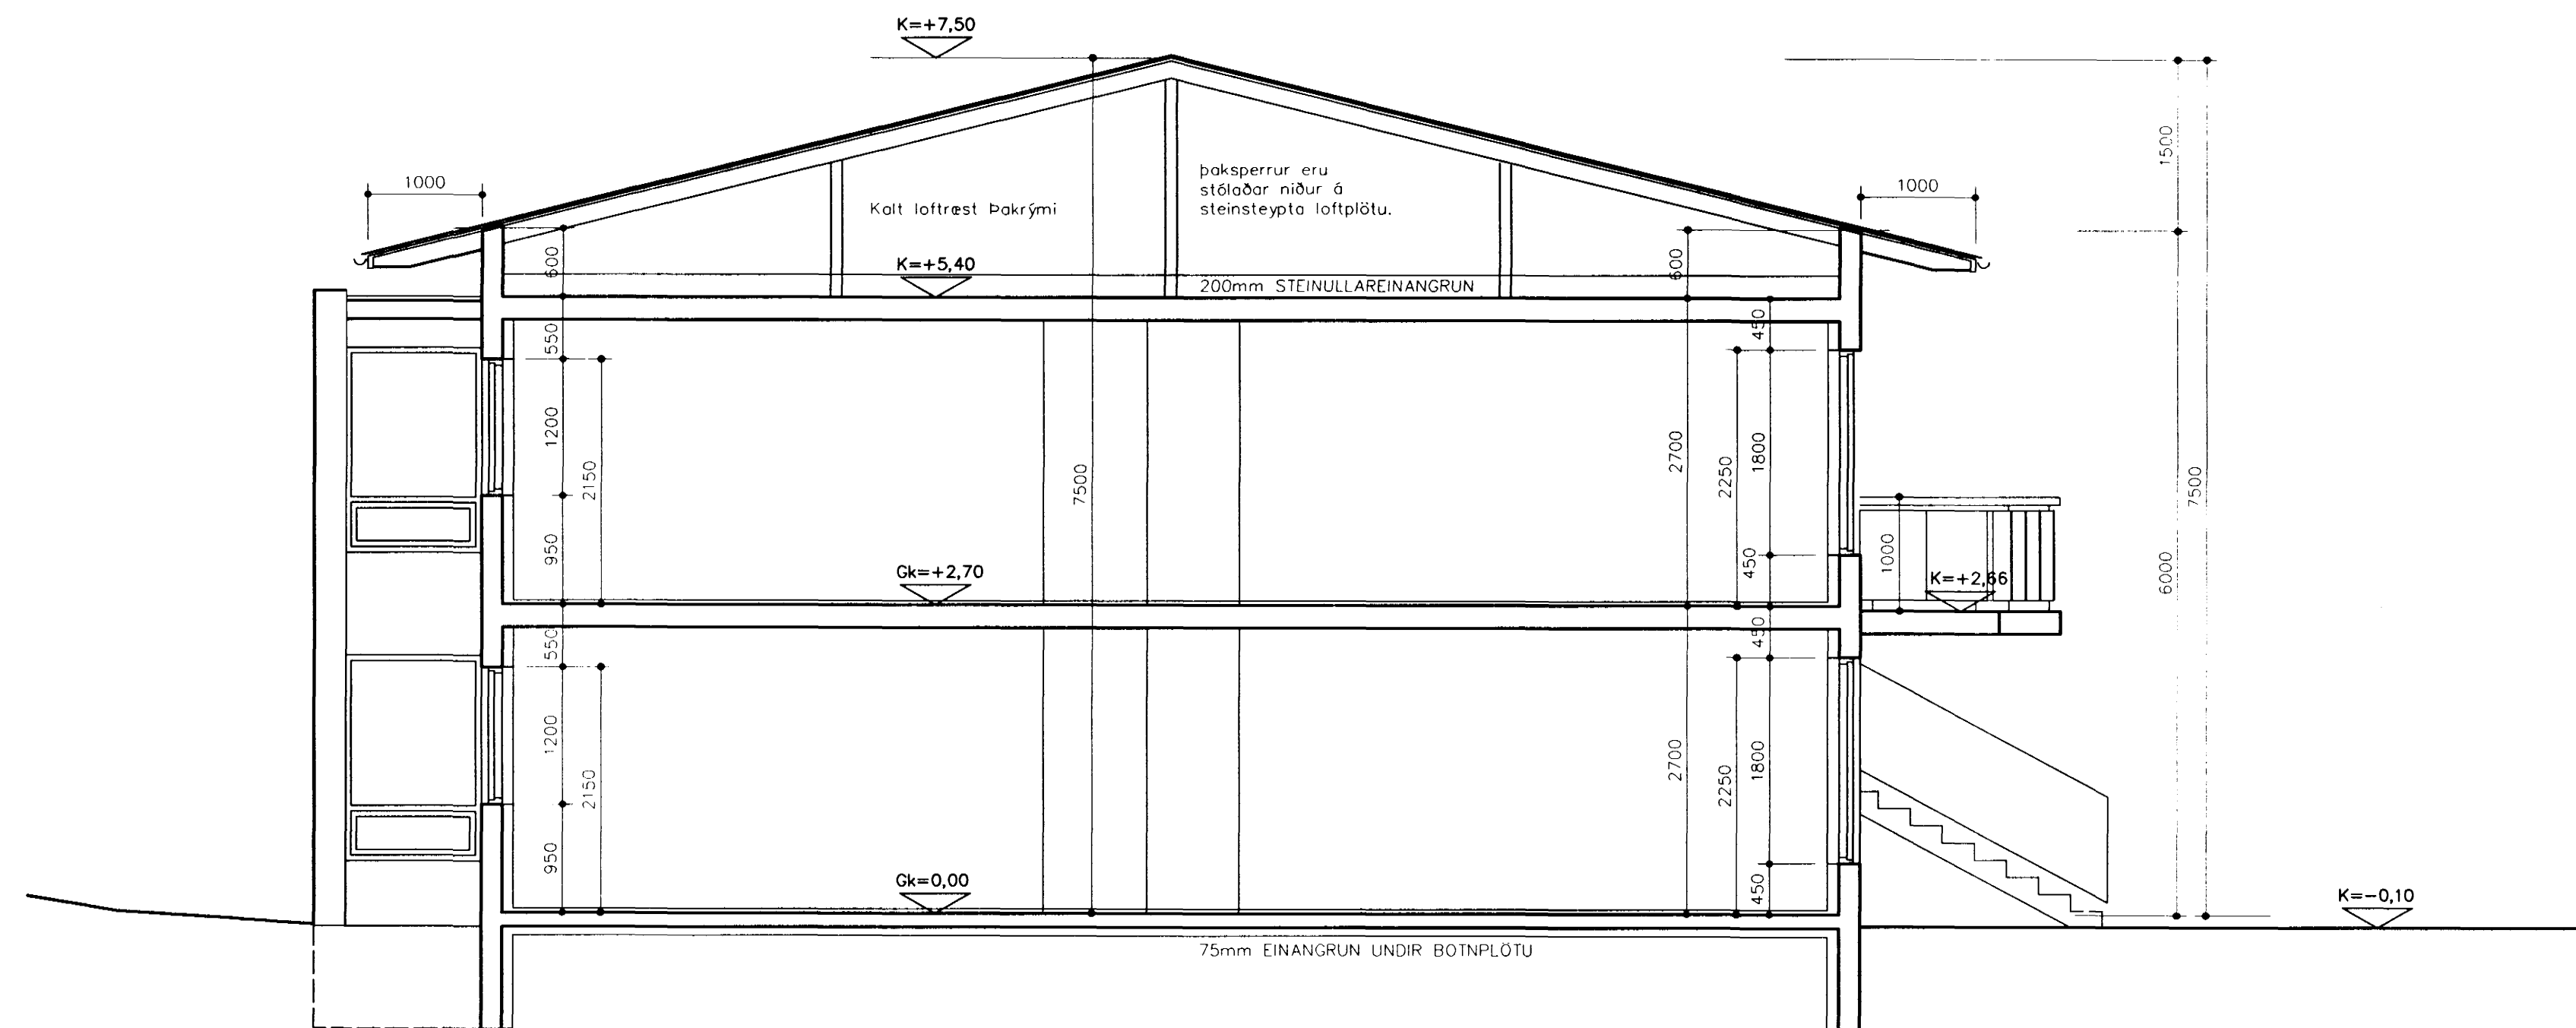 K=+7,50
1000
Kalt loftræst Þakrými
þaksperrur eru
stólaðar niður á
steinsteypta loftplötu.
1000
1500
600
K=+5,40
200mm STEINULLAREINANGRUN
600
550
450
1200
2150
7500
2700
2250
1800
7500
950
Gk=+2,70
450
1000
K=+2,66
6000
550
450
1200
2150
2700
2250
1800
950
Gk=0,00
450
K=-0,10
75mm EINANGRUN UNDIR BOTNPLÖTU